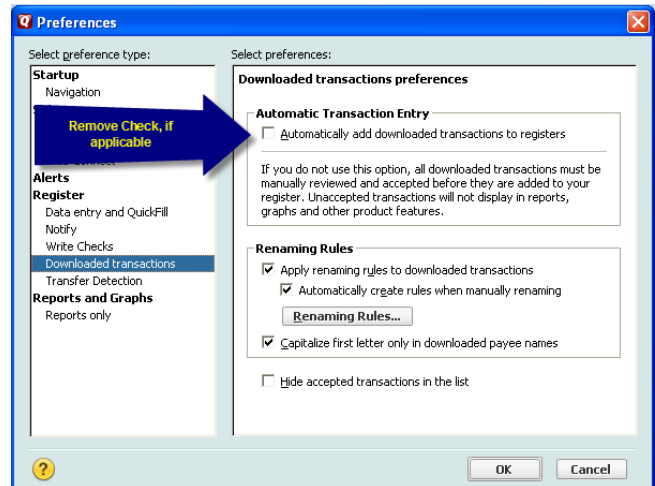 Preferences
Select preference type:
Select preferences:
Startup
Navigation
Remove Check, if
applicable
Alerts
Register
Data entry and QuickFill
Notify
Write Checks
Downloaded transactions
Transfer Detection
Reports and Graphs
Reports only
Downloaded transactions preferences
Automatic Transaction Entry
Automatically add downloaded transactions to registers
If you do not use this option, all downloaded transactions must be
manually reviewed and accepted before they are added to your
register. Unaccepted transactions will not display in reports,
graphs and other product features.
Renaming Rules
Apply renaming rules to downloaded transactions
Automatically create rules when manually renaming
Renaming Rules...
Capitalize first letter only in downloaded payee names
Hide accepted transactions in the list
?
OK
Cancel